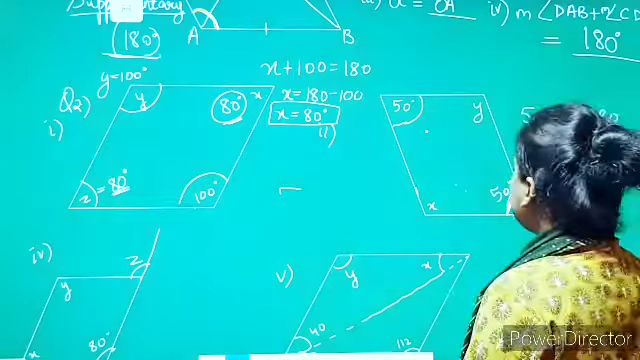 Supplementary
(180°)
A
B
= OA
iv) m∠DAB+m∠CD
= 180°
x+100=180
x=180-100
x=80°
Q2)
i)
y=100°
y
80°
x
z=80°
100°
ii)
50°
y
x
50
iv)
z
y
x
80°
v)
y
x
40
112
PowerDirector